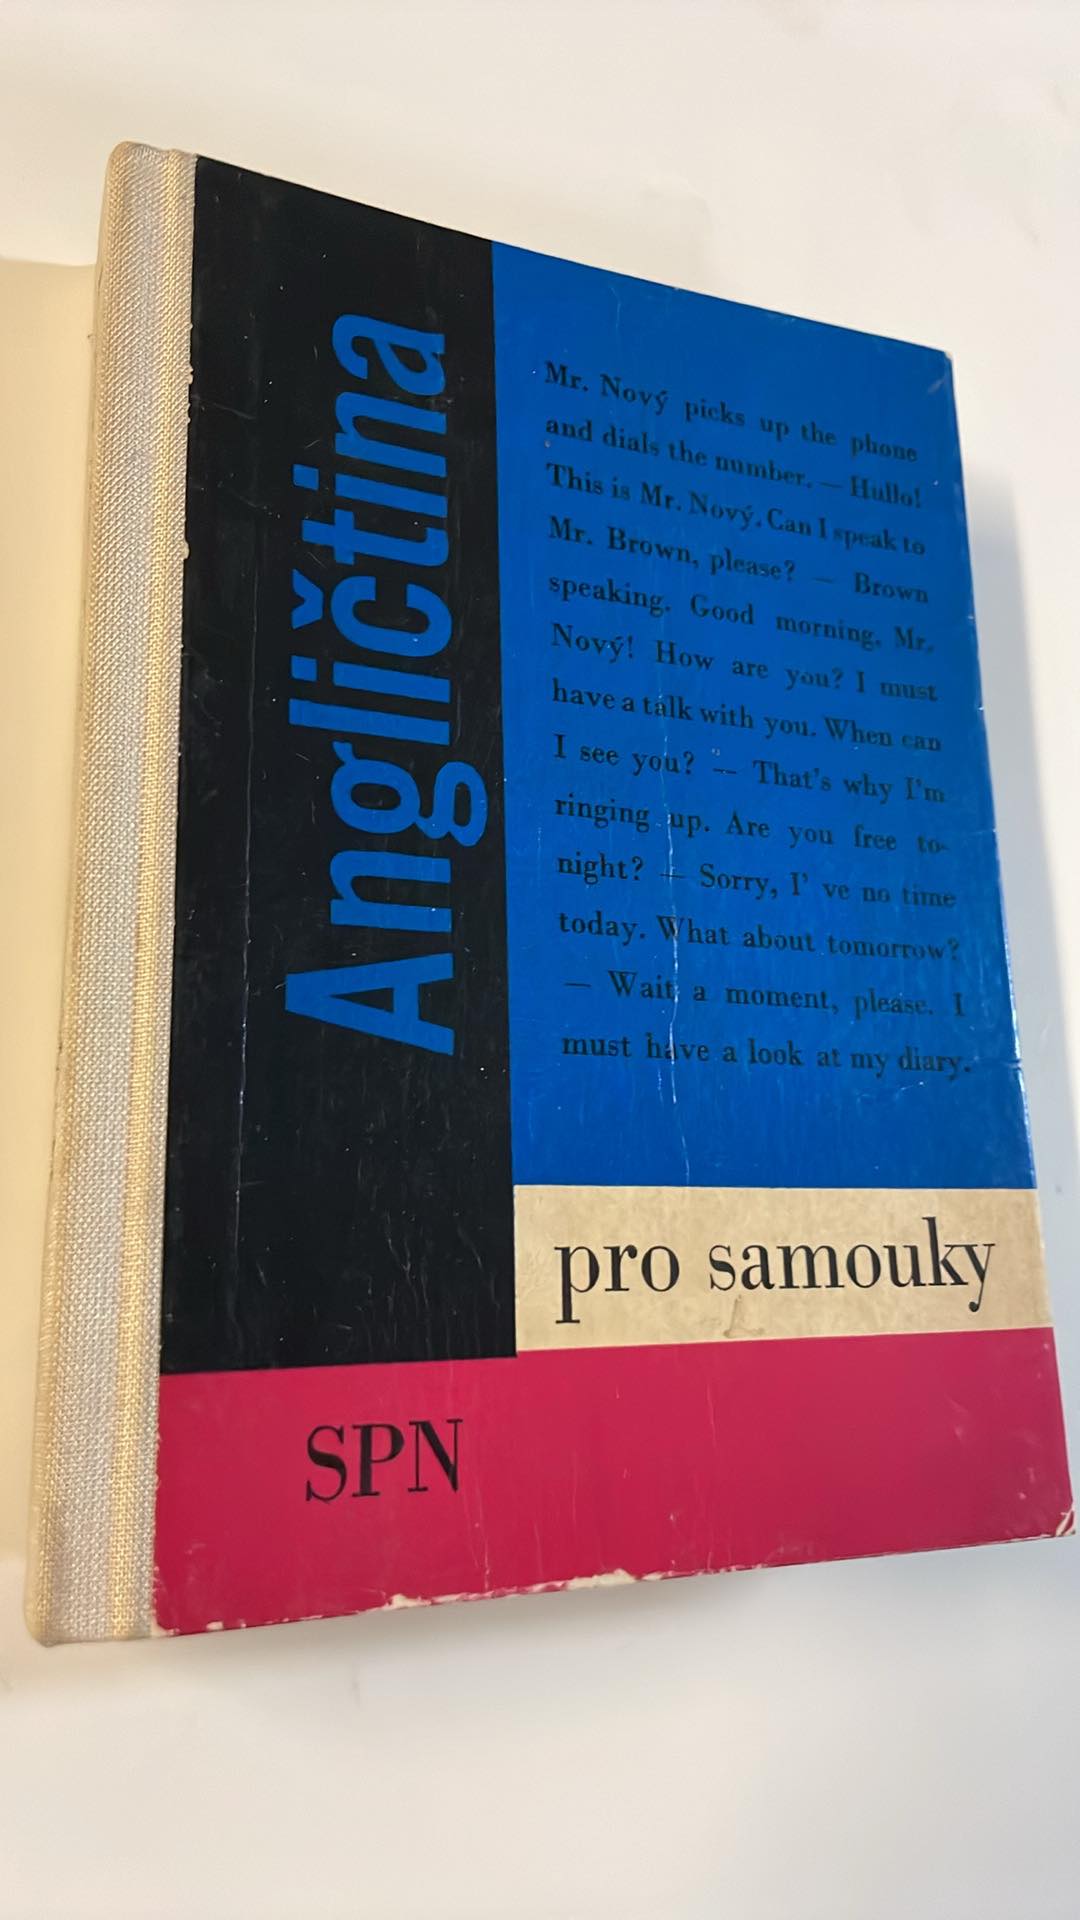 Angličtina
Mr. Nový picks up the phone
and dials the number. — Hullo!
This is Mr. Nový. Can I speak to
Mr. Brown, please? — Brown
speaking. Good morning, Mr.
Nový! How are you? I must
have a talk with you. When can
I see you? — That's why I'm
ringing up. Are you free to-
night? — Sorry, I' ve no time
today. What about tomorrow?
— Wait a moment, please. I
must have a look at my diary.
pro samouky
SPN